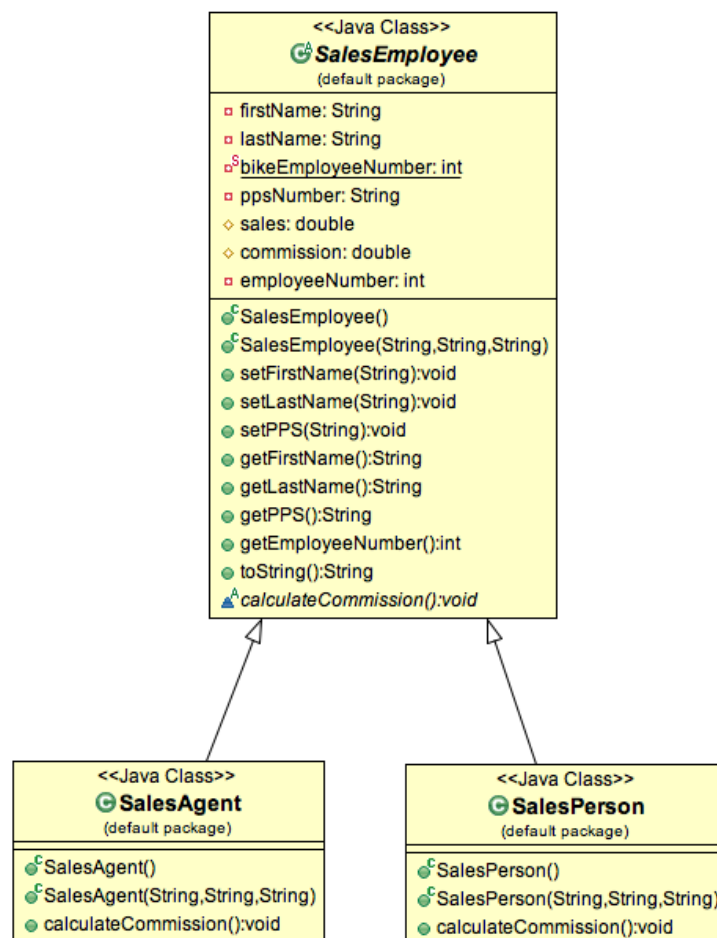 <<Java Class>>
SalesEmployee
(default package)
firstName: String
lastName: String
bikeEmployeeNumber: int
ppsNumber: String
sales: double
commission: double
employeeNumber: int
SalesEmployee()
SalesEmployee(String,String,String)
setFirstName(String):void
setLastName(String):void
setPPS(String):void
getFirstName():String
getLastName():String
getPPS():String
getEmployeeNumber():int
toString():String
calculateCommission():void
<<Java Class>>
SalesAgent
(default package)
SalesAgent()
SalesAgent(String,String,String)
calculateCommission():void
<<Java Class>>
SalesPerson
(default package)
SalesPerson()
SalesPerson(String,String,String)
calculateCommission():void